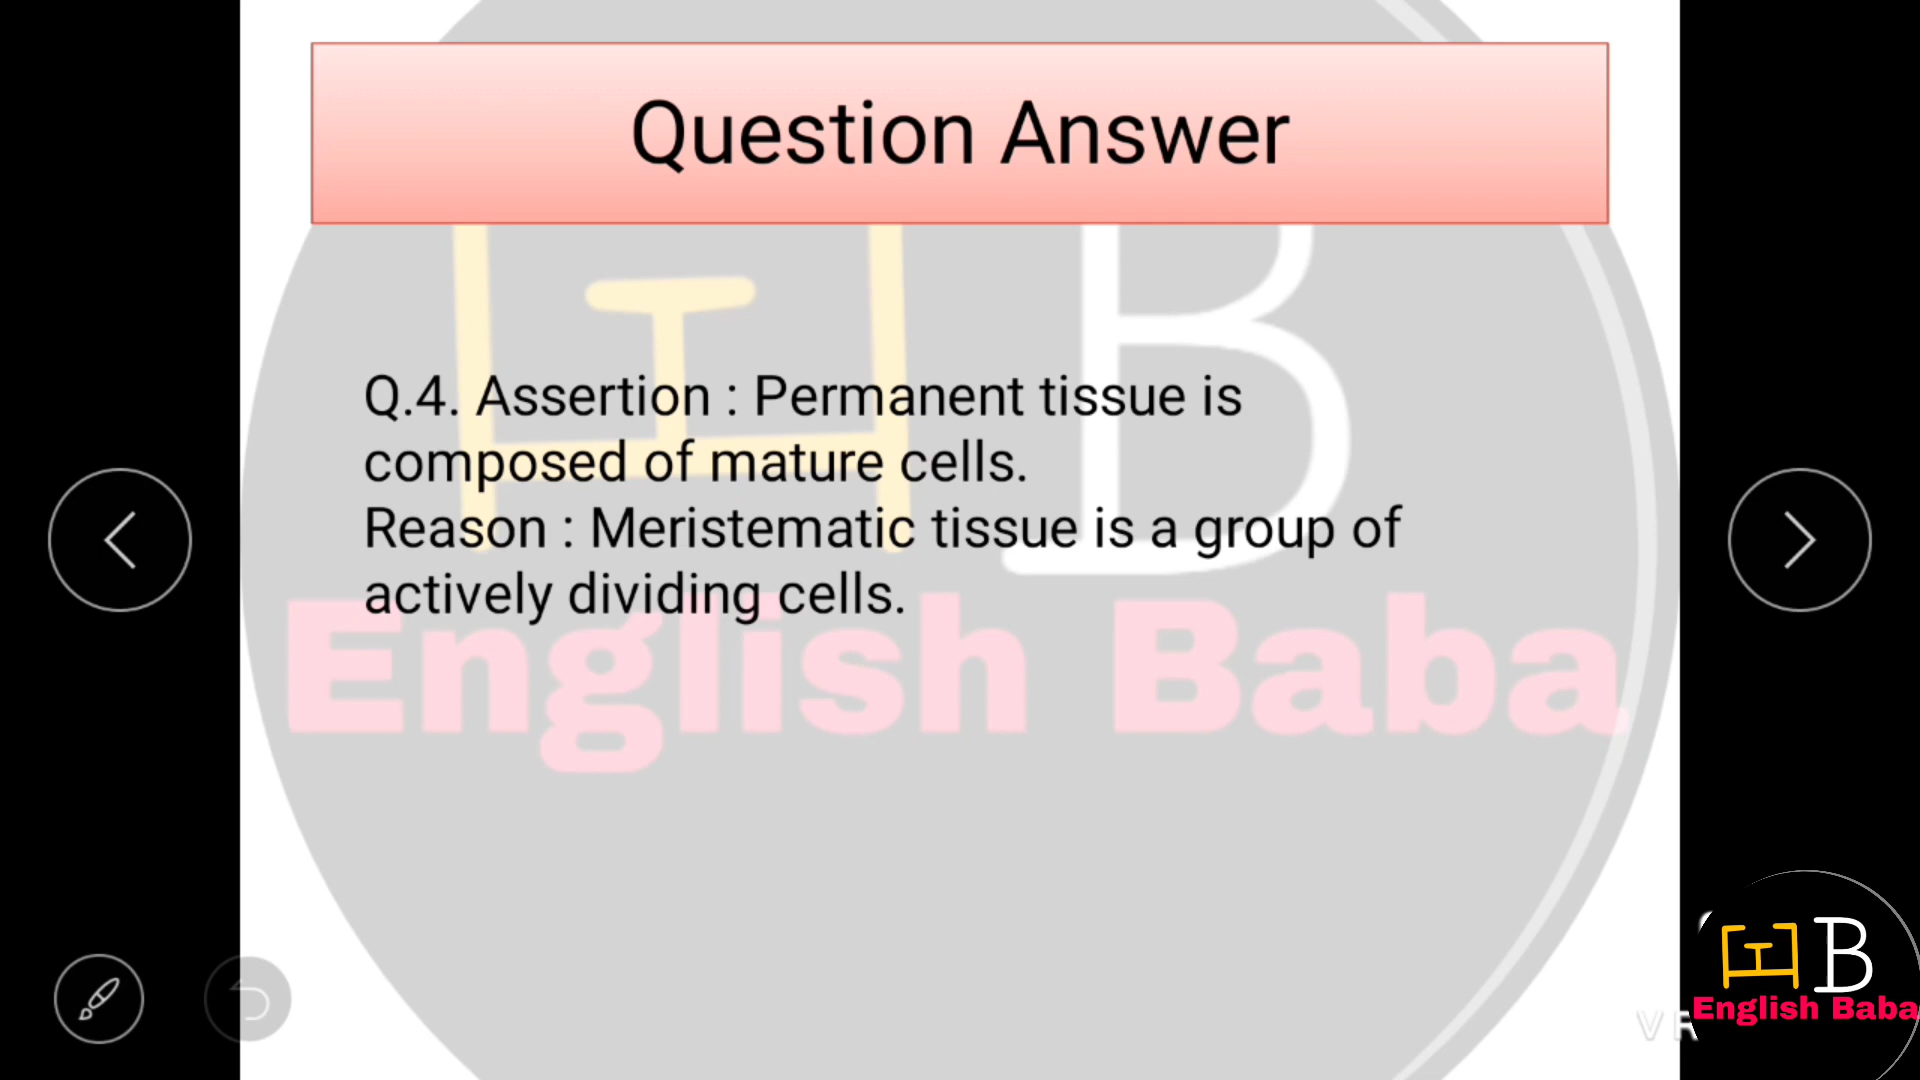 Question Answer
Q.4. Assertion : Permanent tissue is
composed of mature cells.
Reason : Meristematic tissue is a group of
actively dividing cells.
B
English Baba
B
English Baba
VR